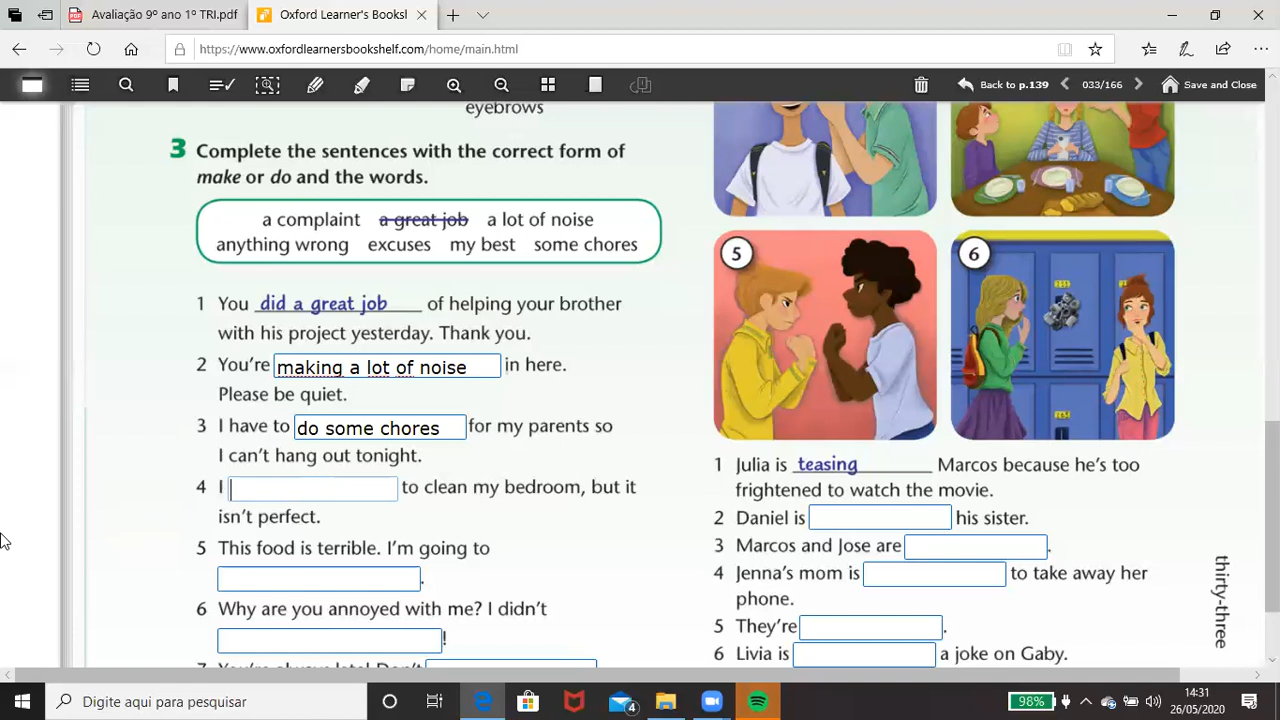 Avaliação 9º ano 1º TRI.pdf
Oxford Learner's Booksl
https://www.oxfordlearnersbookshelf.com/home/main.html
Back to p.139
033/166
Save and Close
eyebrows
3 Complete the sentences with the correct form of
make or do and the words.
a complaint a great job a lot of noise
anything wrong excuses my best some chores
1 You did a great job of helping your brother
with his project yesterday. Thank you.
2 You're making a lot of noise in here.
Please be quiet.
3 I have to do some chores for my parents so
I can't hang out tonight.
4 I to clean my bedroom, but it
isn't perfect.
5 This food is terrible. I'm going to
.
6 Why are you annoyed with me? I didn't
!
7 You're always late! Don't
5
6
1 Julia is teasing Marcos because he's too
frightened to watch the movie.
2 Daniel is his sister.
3 Marcos and Jose are .
4 Jenna's mom is to take away her
phone.
5 They're .
6 Livia is a joke on Gaby.
thirty-three
Digite aqui para pesquisar
4
98%
14:31
26/05/2020